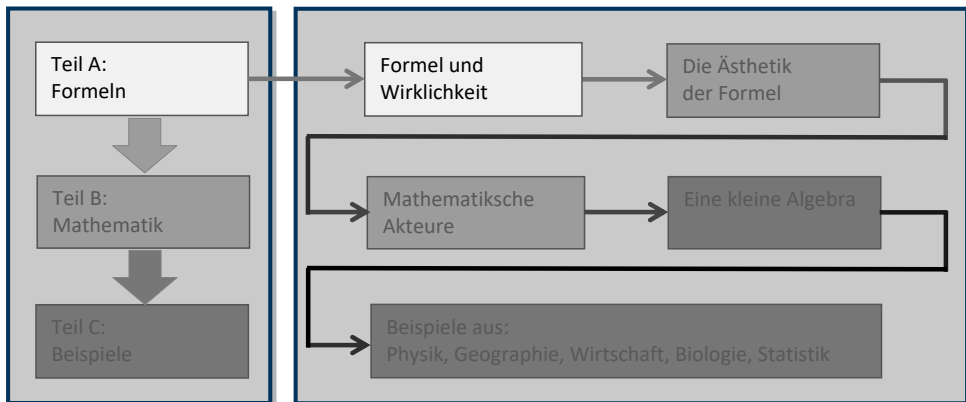 Teil A:
Formeln
Formel und
Wirklichkeit
Die Ästhetik
der Formel
Teil B:
Mathematik
Mathematiksche
Akteure
Eine kleine Algebra
Teil C:
Beispiele
Beispiele aus:
Physik, Geographie, Wirtschaft, Biologie, Statistik